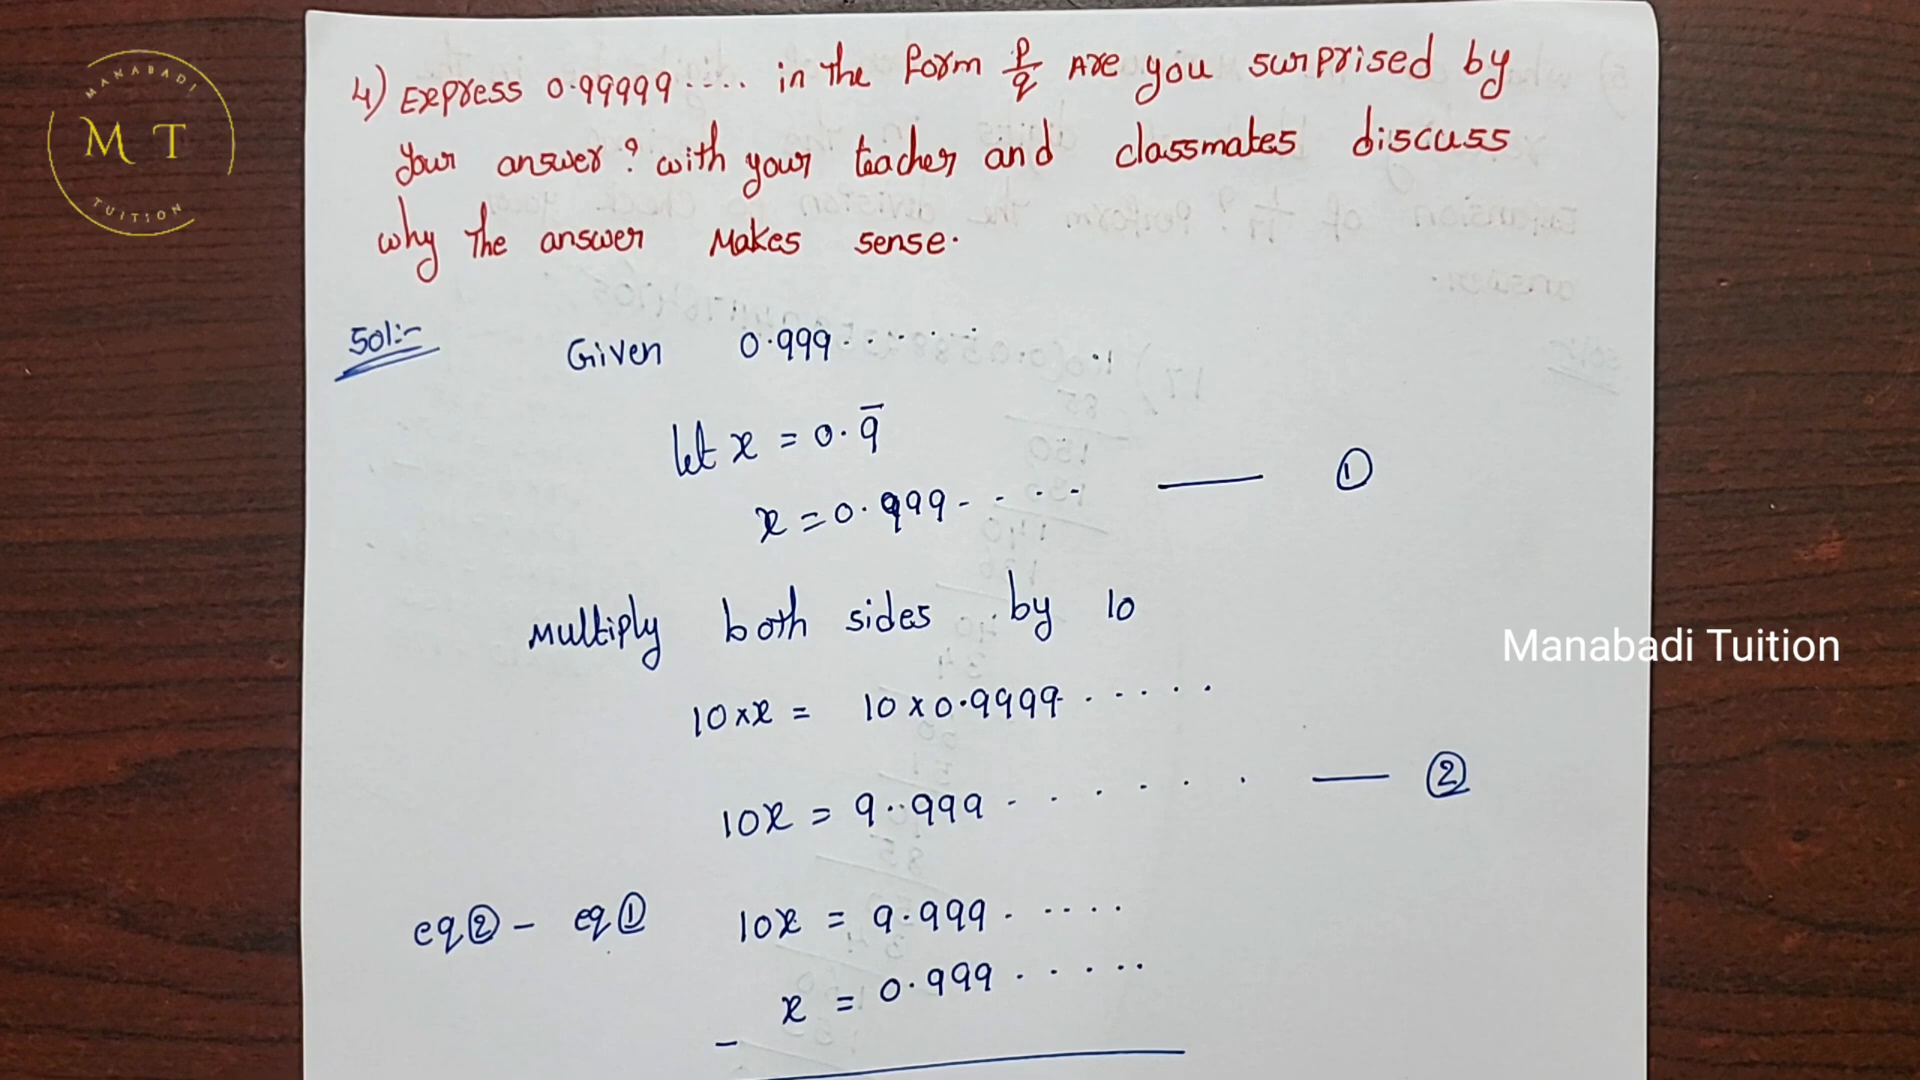 MANABADI
M T
TUITION
4) Express 0.99999.... in the form p/q Are you surprised by
your answer? with your teacher and classmates discuss
why the answer Makes sense.
Sol:-
Given 0.999.......
let x = 0.9̅
x = 0.999..... —— ①
Multiply both sides by 10
10×x = 10×0.9999......
10x = 9.999....... —— ②
eq② - eq① 10x = 9.999.....
x = 0.999.....
-
Manabadi Tuition